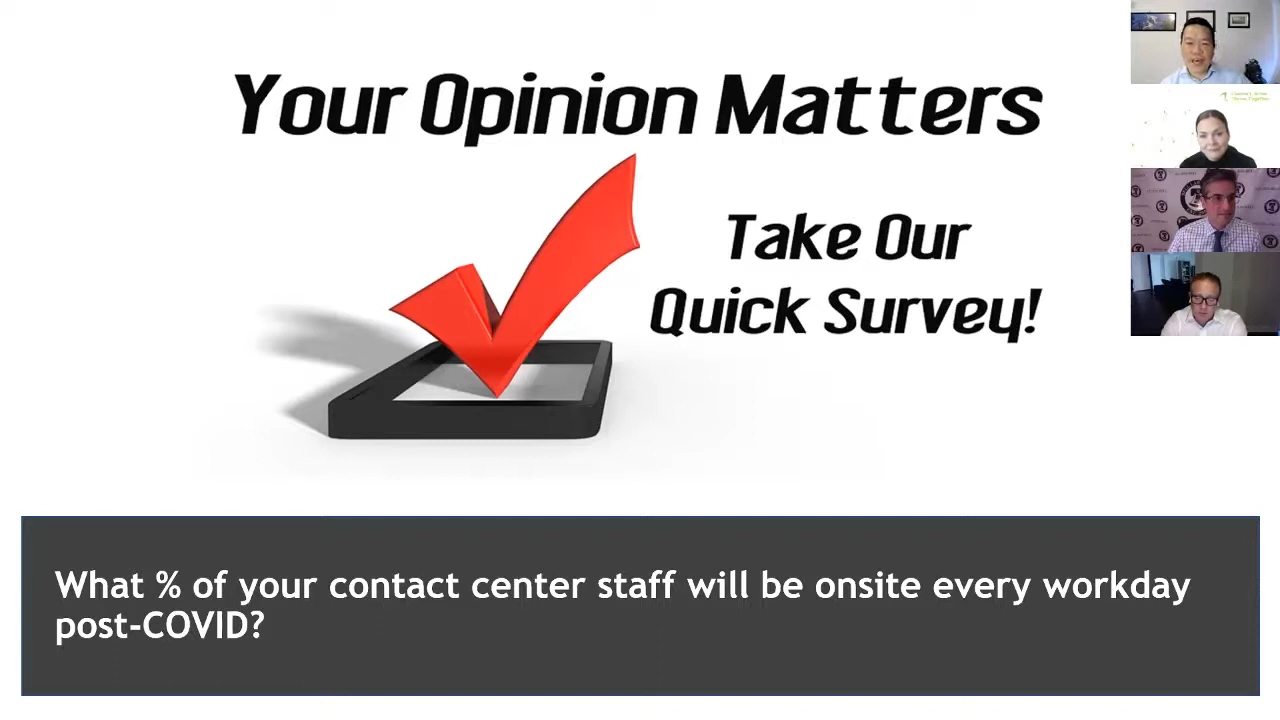 Your Opinion Matters
Take Our
Quick Survey!
What % of your contact center staff will be onsite every workday
post-COVID?